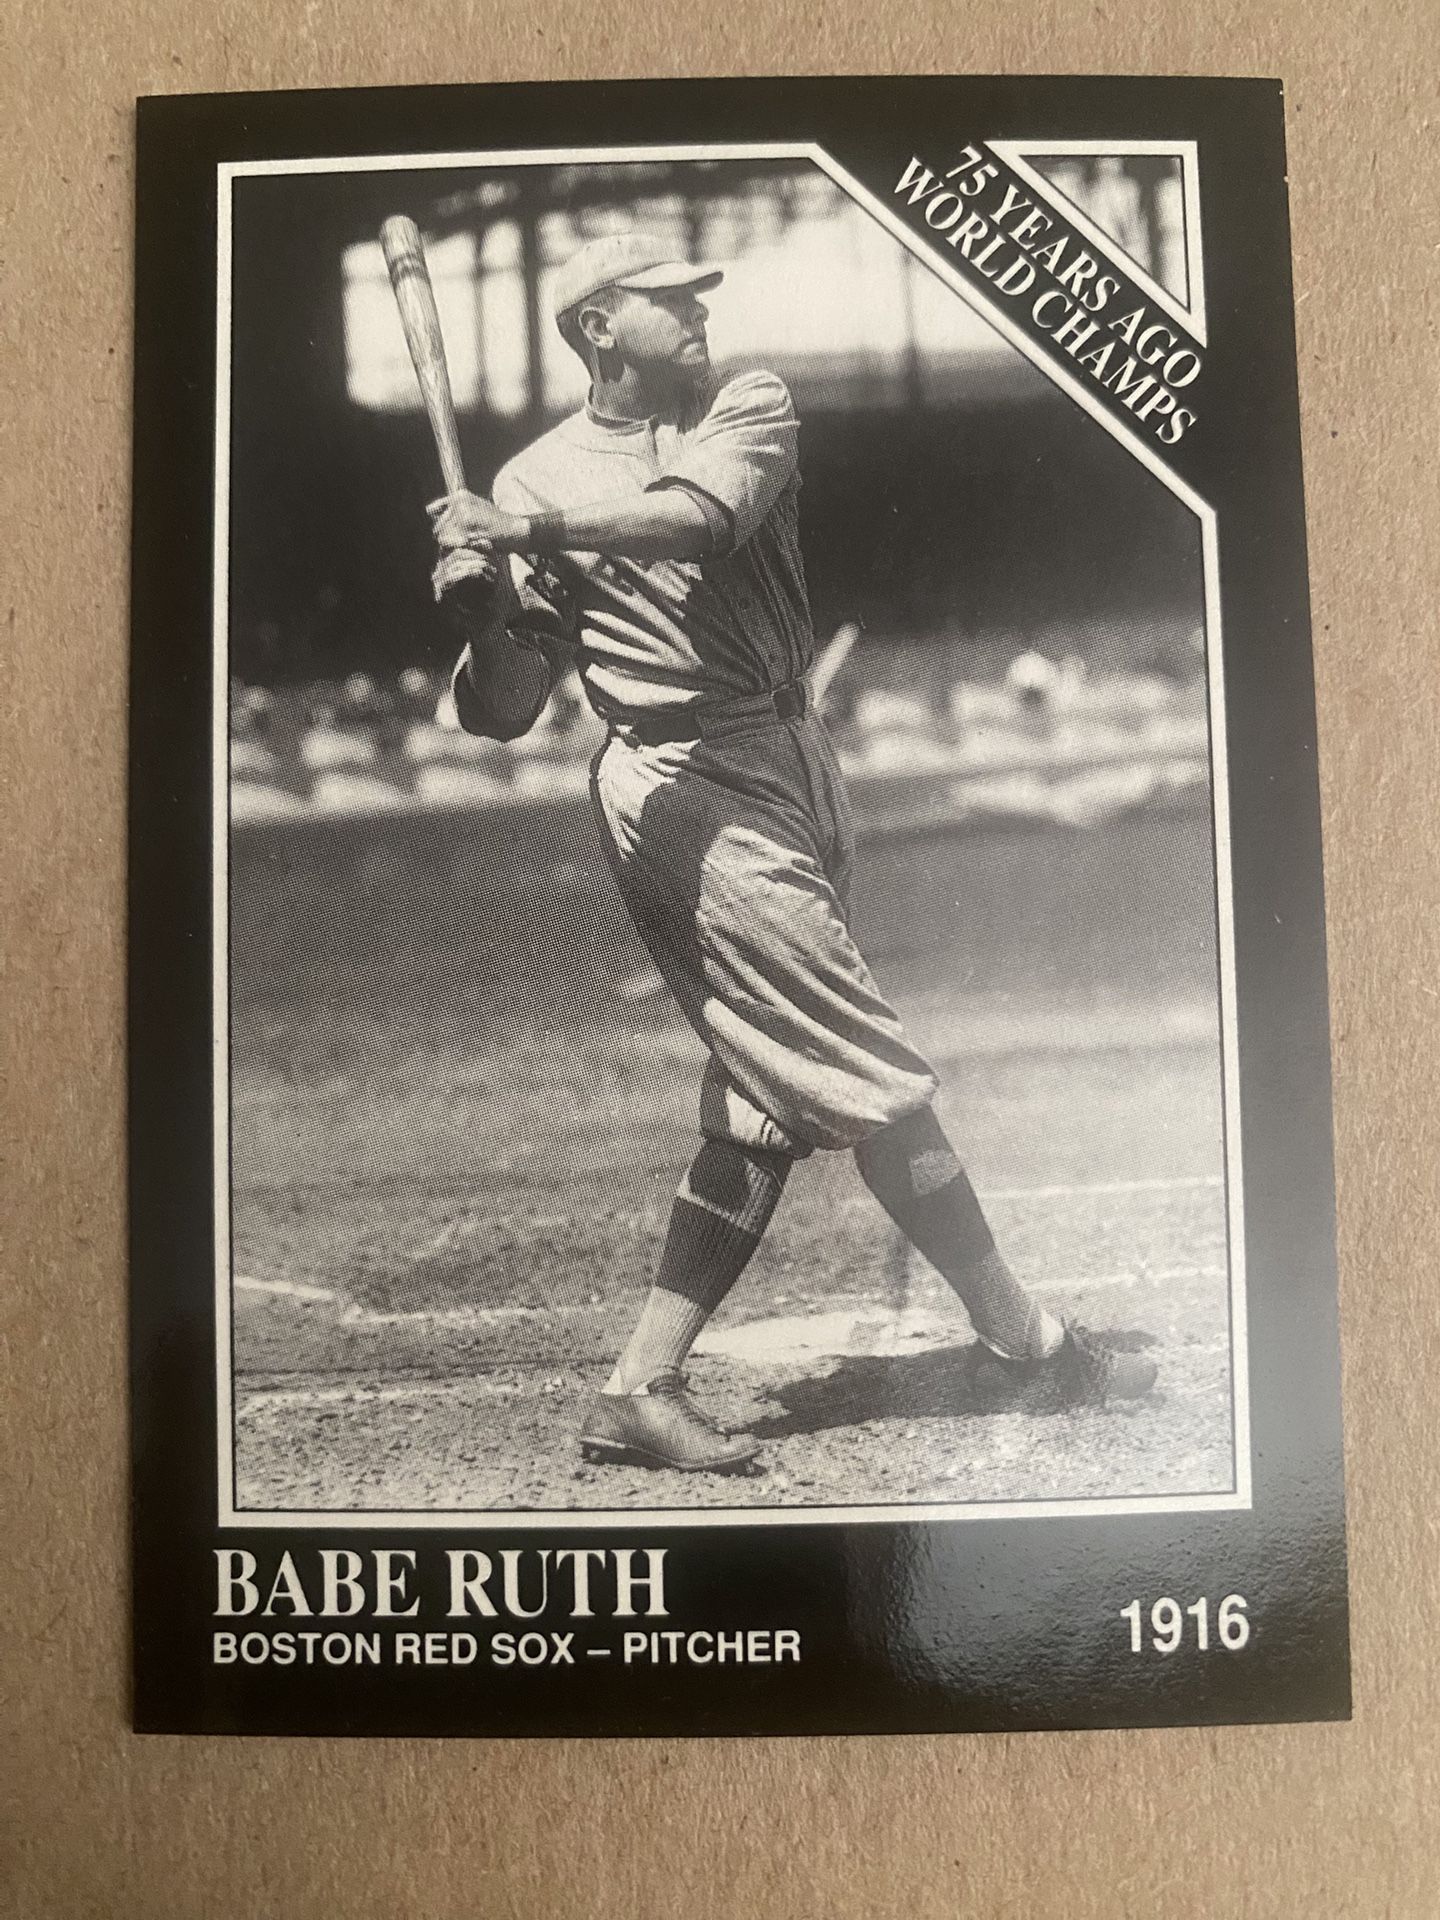 75 YEARS AGO
WORLD CHAMPS
BABE RUTH
BOSTON RED SOX – PITCHER
1916